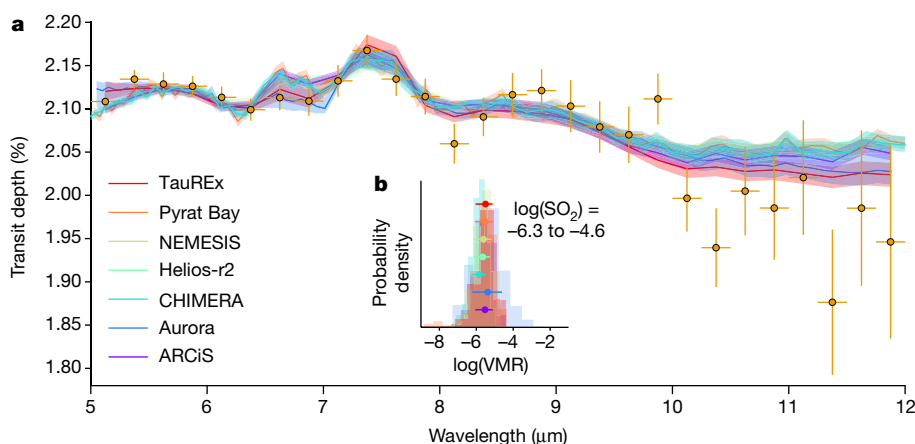 a
2.20
2.15
2.10
2.05
2.00
1.95
1.90
1.85
1.80
Transit depth (%)
TauREx
Pyrat Bay
NEMESIS
Helios-r2
CHIMERA
Aurora
ARCiS
b
log(SO₂) =
−6.3 to −4.6
Probability
density
−8 −6 −4 −2
log(VMR)
5 6 7 8 9 10 11 12
Wavelength (μm)